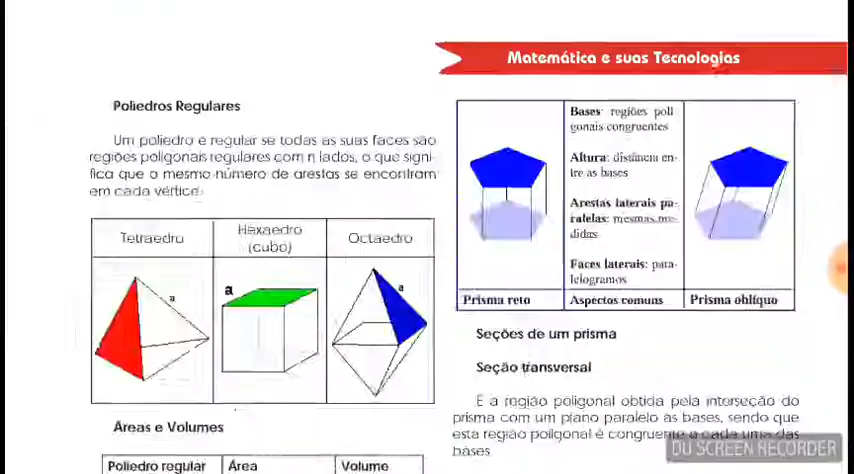 Matemática e suas Tecnologias
Poliedros Regulares
Um poliedro e regular se todas as suas faces são
regiões poligonais regulares com n lados, o que signi-
fica que o mesmo número de arestas se encontram
em cada vértice
Tetraedro
Hexaedro
(cubo)
Octaedro
a
a
a
Áreas e Volumes
Poliedro regular
Área
Volume
Bases: regiões poli
gonais congruentes
Altura: distância en-
tre as bases
Arestas laterais pa-
ralelas: mesmas me-
didas
Faces laterais: para-
lelogramos
Prisma reto
Aspectos comuns
Prisma oblíquo
Seções de um prisma
Seção transversal
E a região poligonal obtida pela interseção do
prisma com um plano paralelo as bases, sendo que
esta região poligonal é congruente a cada uma das
bases
DU SCREEN RECORDER